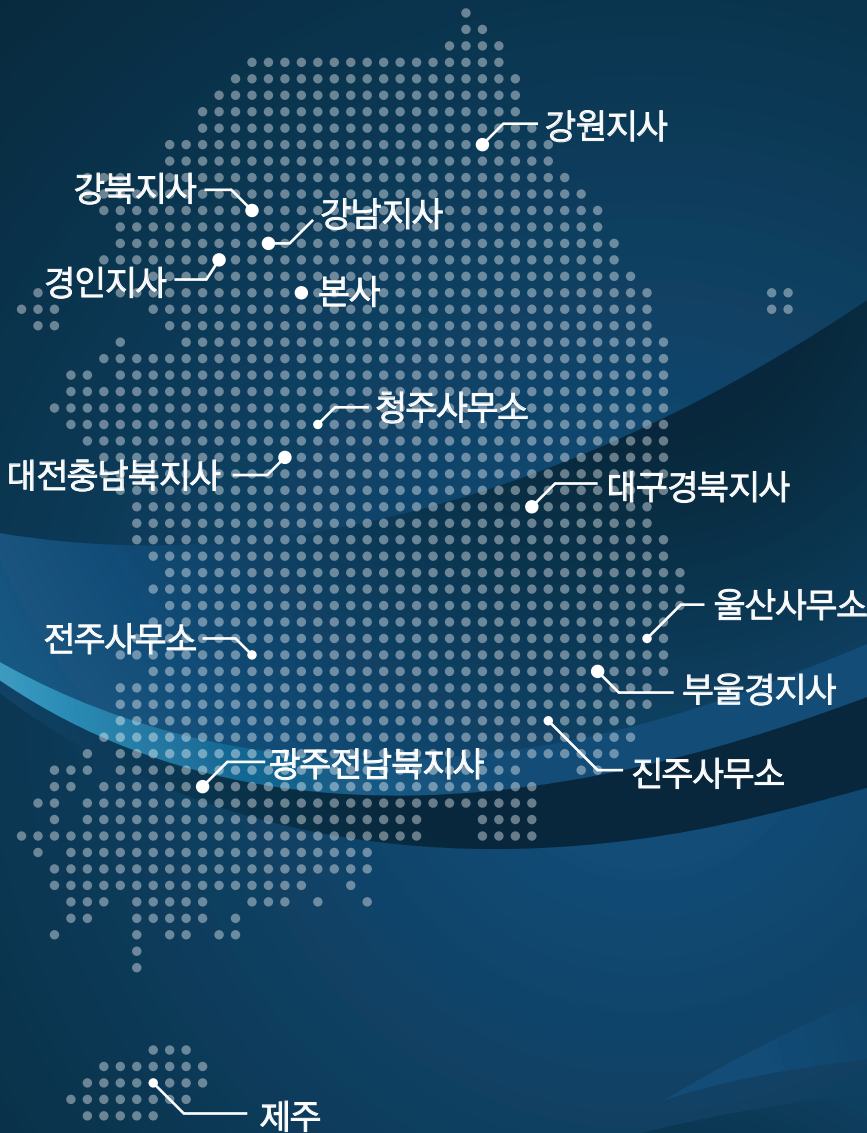 강원지사
강북지사
강남지사
경인지사
본사
청주사무소
대전충남북지사
대구경북지사
울산사무소
전주사무소
부울경지사
광주전남북지사
진주사무소
제주